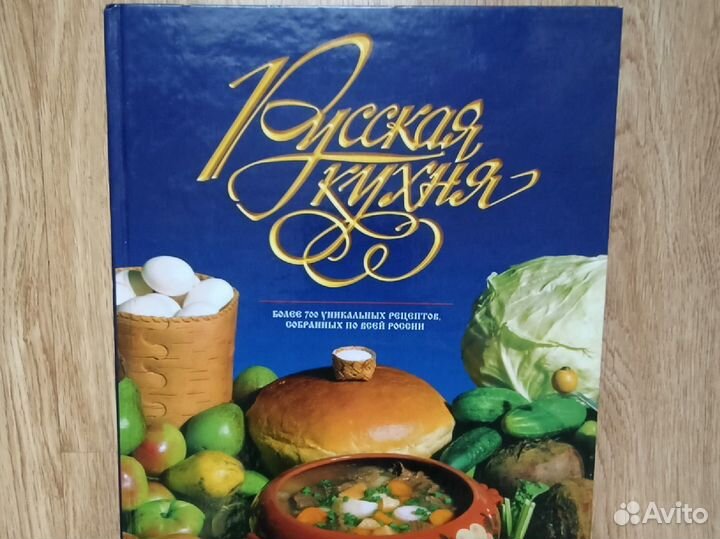 Русская
кухня
БОЛЕЕ 700 УНИКАЛЬНЫХ РЕЦЕПТОВ,
СОБРАННЫХ ПО ВСЕЙ РОССИИ
Avito